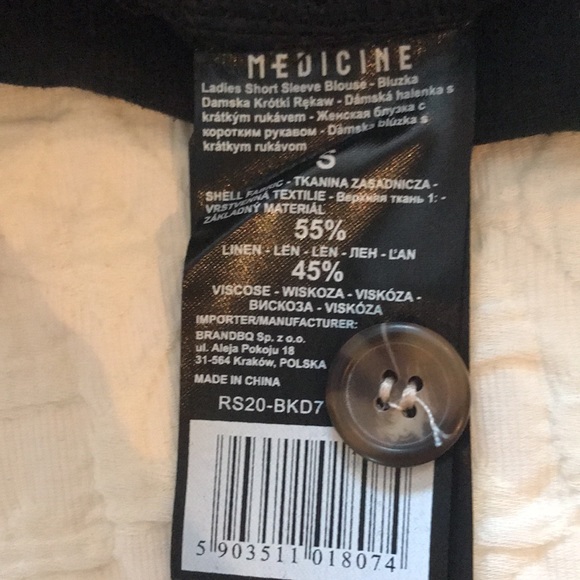 MEDICINE
Ladies Short Sleeve Blouse - Bluzka
Damska Krótki Rękaw - Dámská halenka s
krátkým rukávem - Женская блузка с
коротким рукавом - Dámska blúzka s
krátkym rukávom
S
SHELL FABRIC - TKANINA ZASADNICZA -
VRSTVENNÁ TEXTILIE - Верхняя ткань 1: -
ZÁKLADNÝ MATERIÁL
55%
LINEN - LEN - LEN - ЛЕН - ĽAN
45%
VISCOSE - WISKOZA - VISKÓZA -
ВИСКОЗА - VISKÓZA
IMPORTER/MANUFACTURER:
BRANDBQ Sp. z o.o.
ul. Aleja Pokoju 18
31-564 Kraków, POLSKA
MADE IN CHINA
RS20-BKD7
5 903511 018074